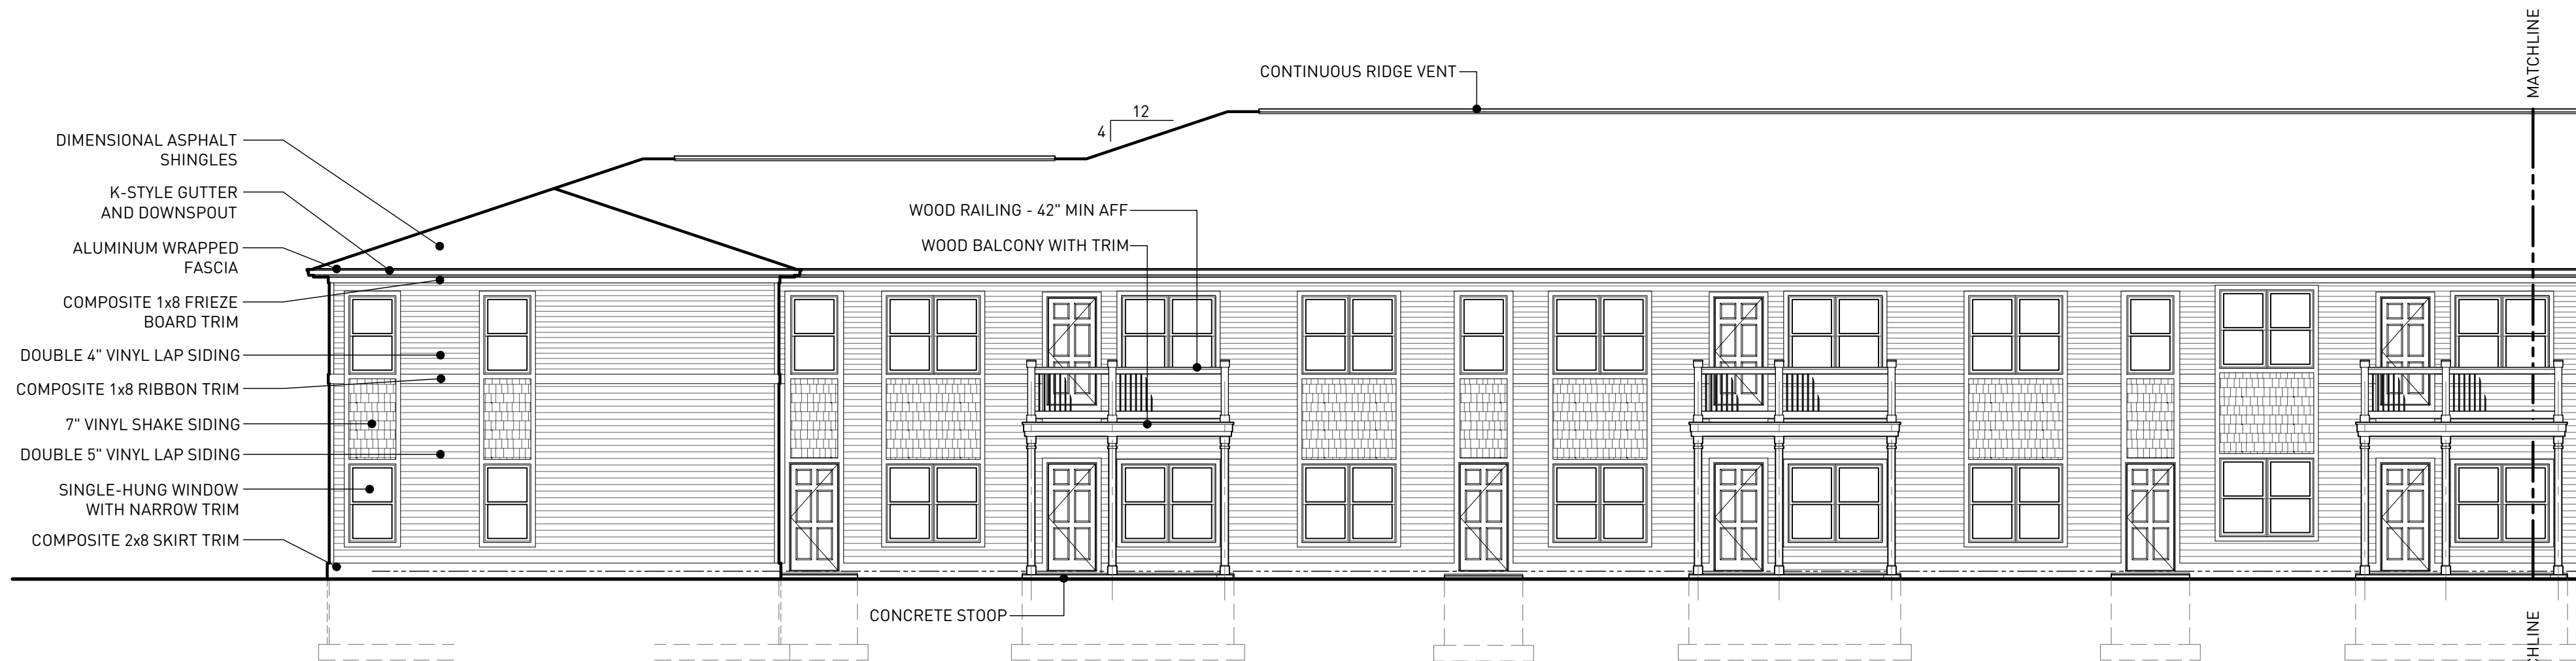 MATCHLINE
CONTINUOUS RIDGE VENT
12
4
DIMENSIONAL ASPHALT
SHINGLES
K-STYLE GUTTER
AND DOWNSPOUT
WOOD RAILING - 42" MIN AFF
WOOD BALCONY WITH TRIM
ALUMINUM WRAPPED
FASCIA
COMPOSITE 1x8 FRIEZE
BOARD TRIM
DOUBLE 4" VINYL LAP SIDING
COMPOSITE 1x8 RIBBON TRIM
7" VINYL SHAKE SIDING
DOUBLE 5" VINYL LAP SIDING
SINGLE-HUNG WINDOW
WITH NARROW TRIM
COMPOSITE 2x8 SKIRT TRIM
CONCRETE STOOP